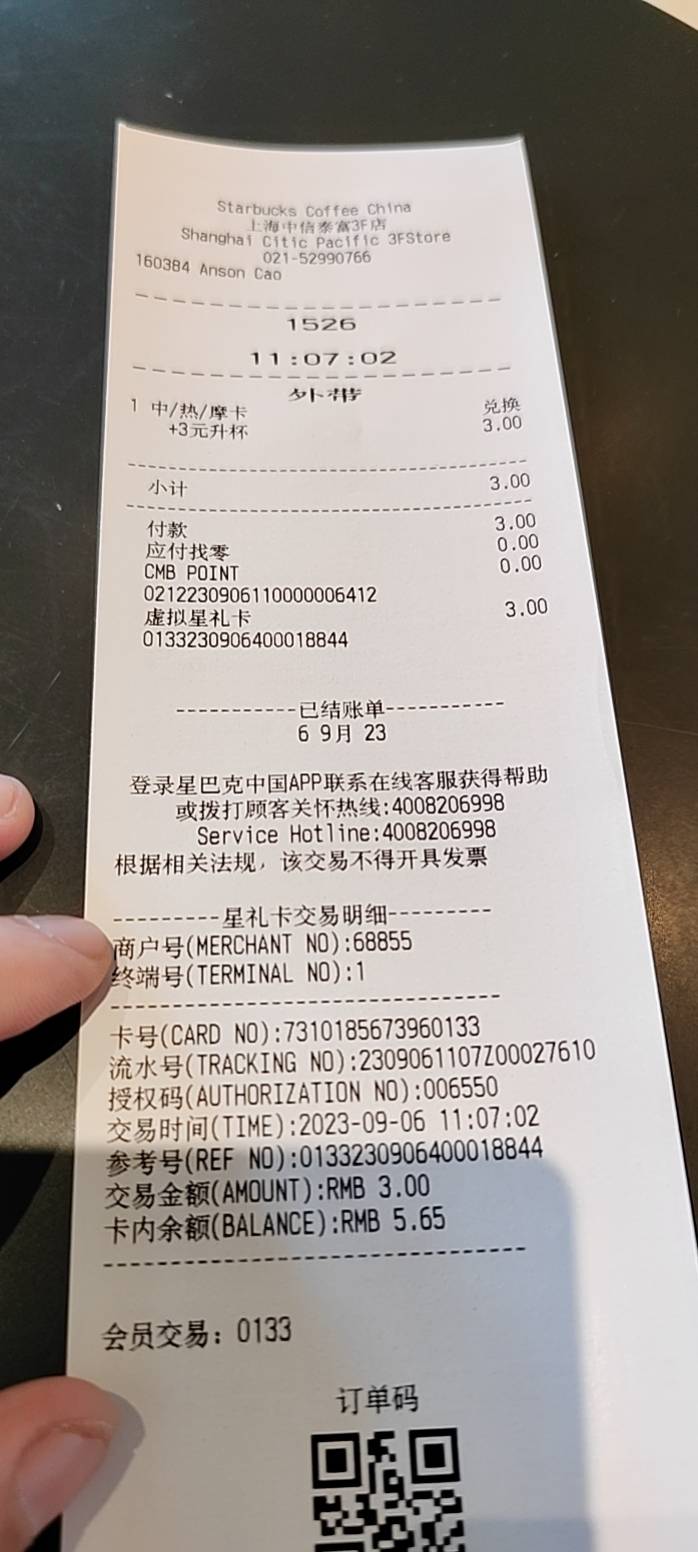 Starbucks Coffee China
上海中信泰富3F店
Shanghai Citic Pacific 3FStore
021-52990766
160384 Anson Cao
1526
11:07:02
外带
1 中/热/摩卡 兑换
+3元升杯 3.00
小计 3.00
付款 3.00
应付找零 0.00
CMB POINT 0.00
0212230906110000006412
虚拟星礼卡 3.00
0133230906400018844
-----------已结账单-----------
6 9月 23
登录星巴克中国APP联系在线客服获得帮助
或拨打顾客关怀热线:4008206998
Service Hotline:4008206998
根据相关法规，该交易不得开具发票
---------星礼卡交易明细---------
商户号(MERCHANT NO):68855
终端号(TERMINAL NO):1
卡号(CARD NO):7310185673960133
流水号(TRACKING NO):2309061107Z00027610
授权码(AUTHORIZATION NO):006550
交易时间(TIME):2023-09-06 11:07:02
参考号(REF NO):0133230906400018844
交易金额(AMOUNT):RMB 3.00
卡内余额(BALANCE):RMB 5.65
会员交易：0133
订单码